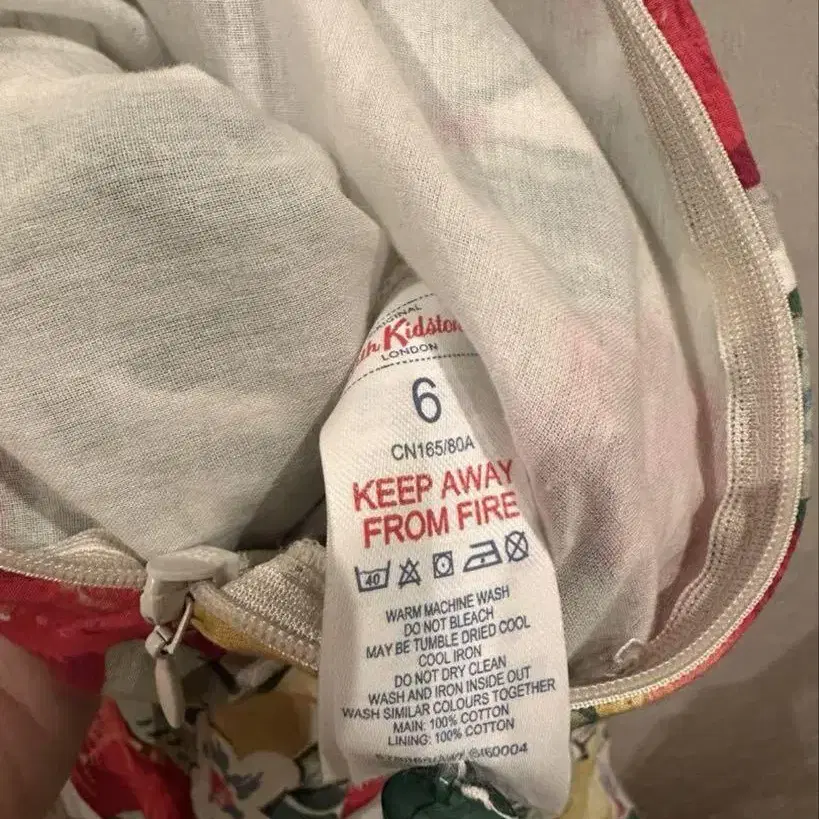 Kidston
LONDON
6
CN165/80A
KEEP AWAY
FROM FIRE
40
WARM MACHINE WASH
DO NOT BLEACH
MAY BE TUMBLE DRIED COOL
COOL IRON
DO NOT DRY CLEAN
WASH AND IRON INSIDE OUT
WASH SIMILAR COLOURS TOGETHER
MAIN: 100% COTTON
LINING: 100% COTTON